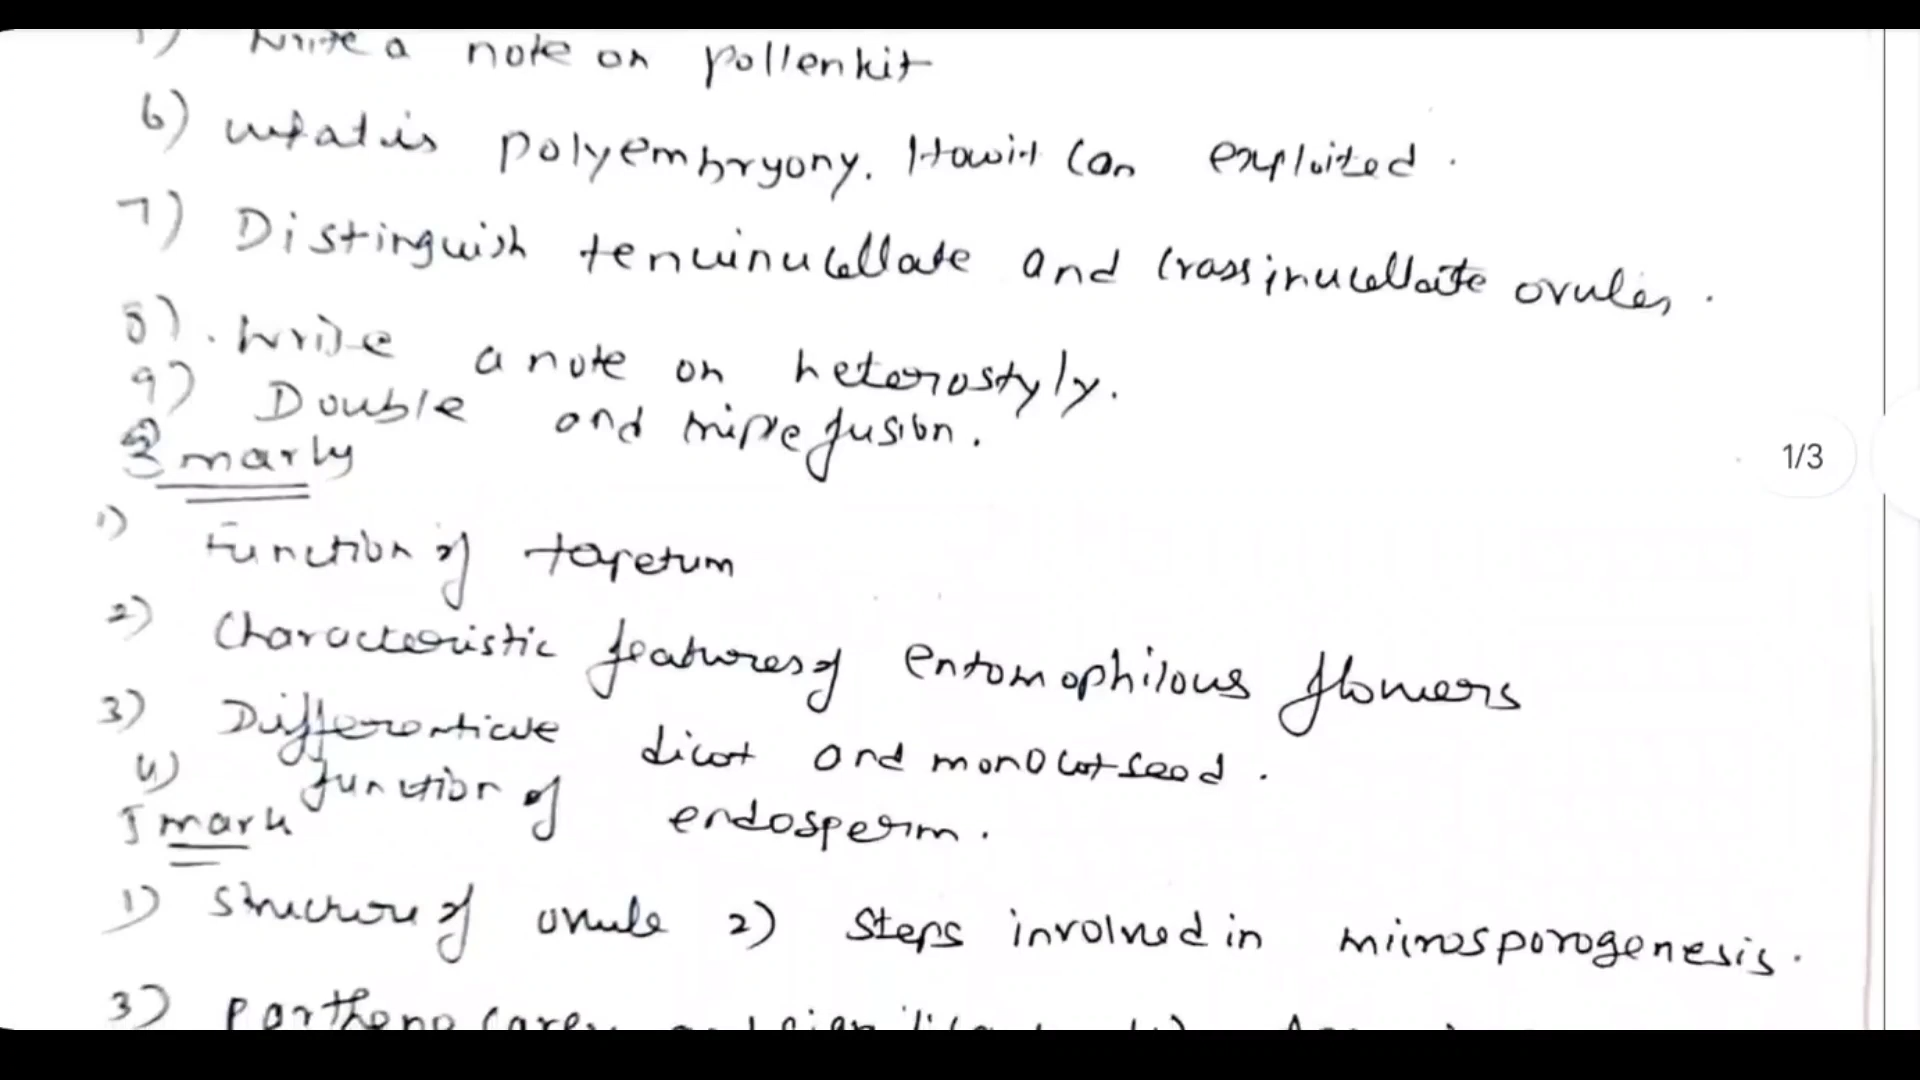 Write a note on pollenkit
6) what is polyembryony. How it can exploited.
7) Distinguish tenuinucellate and crassinucellate ovules.
8). Write a note on heterostyly.
9) Double and triple fusion.
3 marks
1) Function of tapetum
2) Characteristic features of entomophilous flowers
1/3
3) Differentiate dicot and monocot seed.
4) function of endosperm.
5 mark
1) structure of ovule 2) steps involved in microsporogenesis.
3)